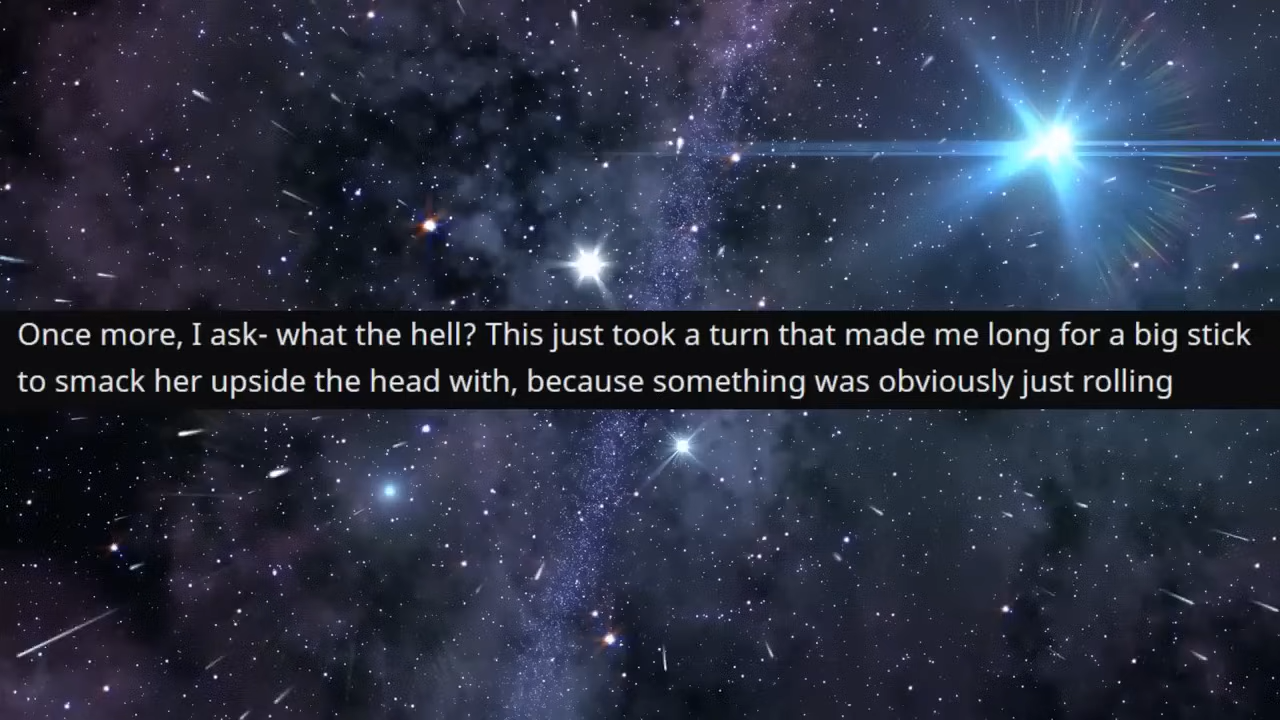 Once more, I ask- what the hell? This just took a turn that made me long for a big stick
to smack her upside the head with, because something was obviously just rolling